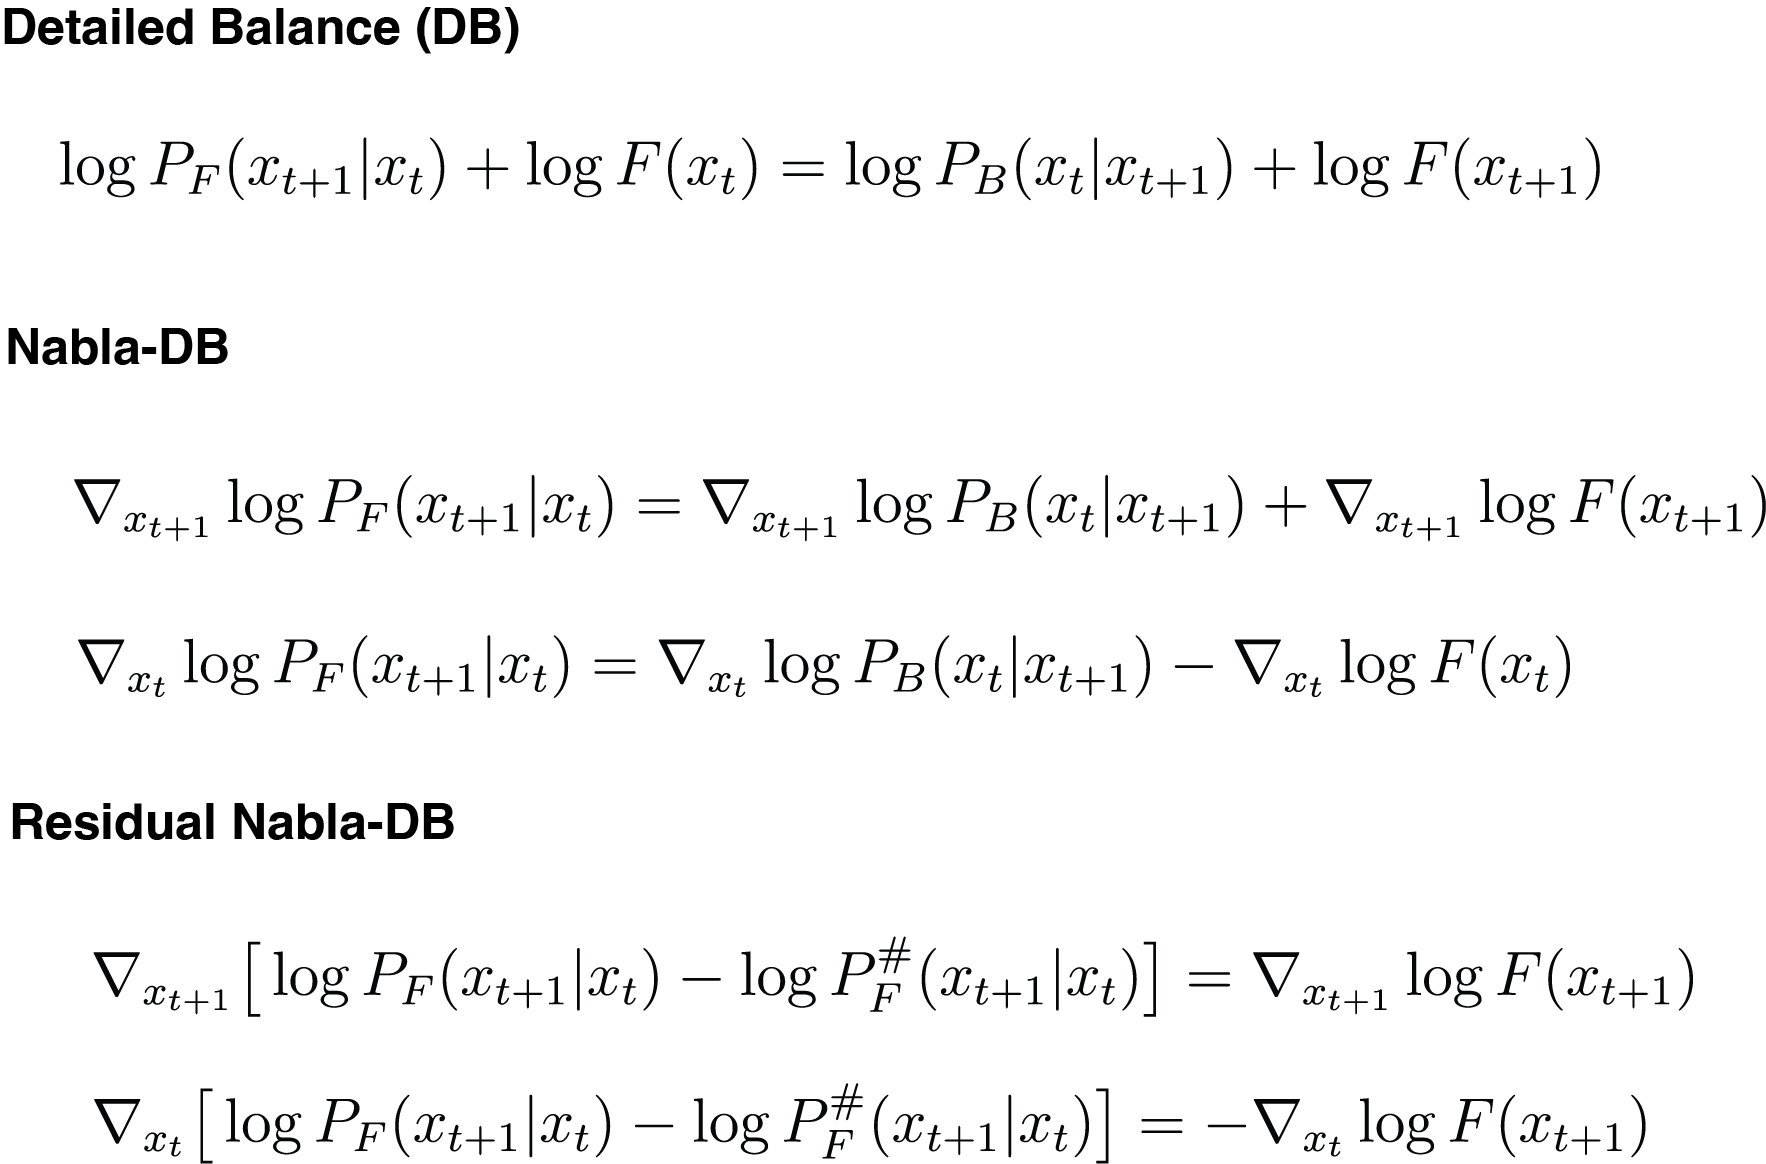 Detailed Balance (DB)
log P_F(x_{t+1}|x_t) + log F(x_t) = log P_B(x_t|x_{t+1}) + log F(x_{t+1})
Nabla-DB
∇_{x_{t+1}} log P_F(x_{t+1}|x_t) = ∇_{x_{t+1}} log P_B(x_t|x_{t+1}) + ∇_{x_{t+1}} log F(x_{t+1})
∇_{x_t} log P_F(x_{t+1}|x_t) = ∇_{x_t} log P_B(x_t|x_{t+1}) − ∇_{x_t} log F(x_t)
Residual Nabla-DB
∇_{x_{t+1}} [ log P_F(x_{t+1}|x_t) − log P_F^#(x_{t+1}|x_t) ] = ∇_{x_{t+1}} log F(x_{t+1})
∇_{x_t} [ log P_F(x_{t+1}|x_t) − log P_F^#(x_{t+1}|x_t) ] = −∇_{x_t} log F(x_{t+1})